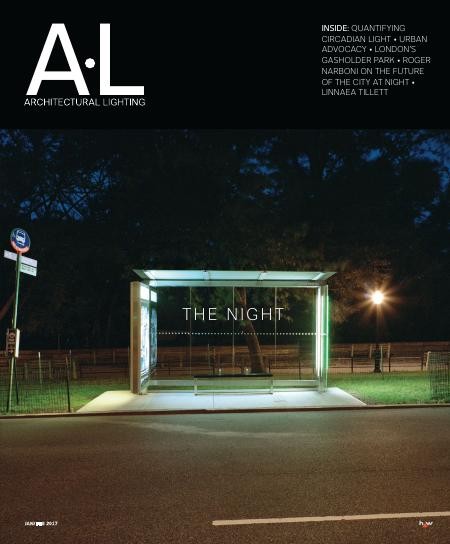 A·L
ARCHITECTURAL LIGHTING
INSIDE: QUANTIFYING
CIRCADIAN LIGHT • URBAN
ADVOCACY • LONDON'S
GASHOLDER PARK • ROGER
NARBONI ON THE FUTURE
OF THE CITY AT NIGHT •
LINNAEA TILLETT
THE NIGHT
2017